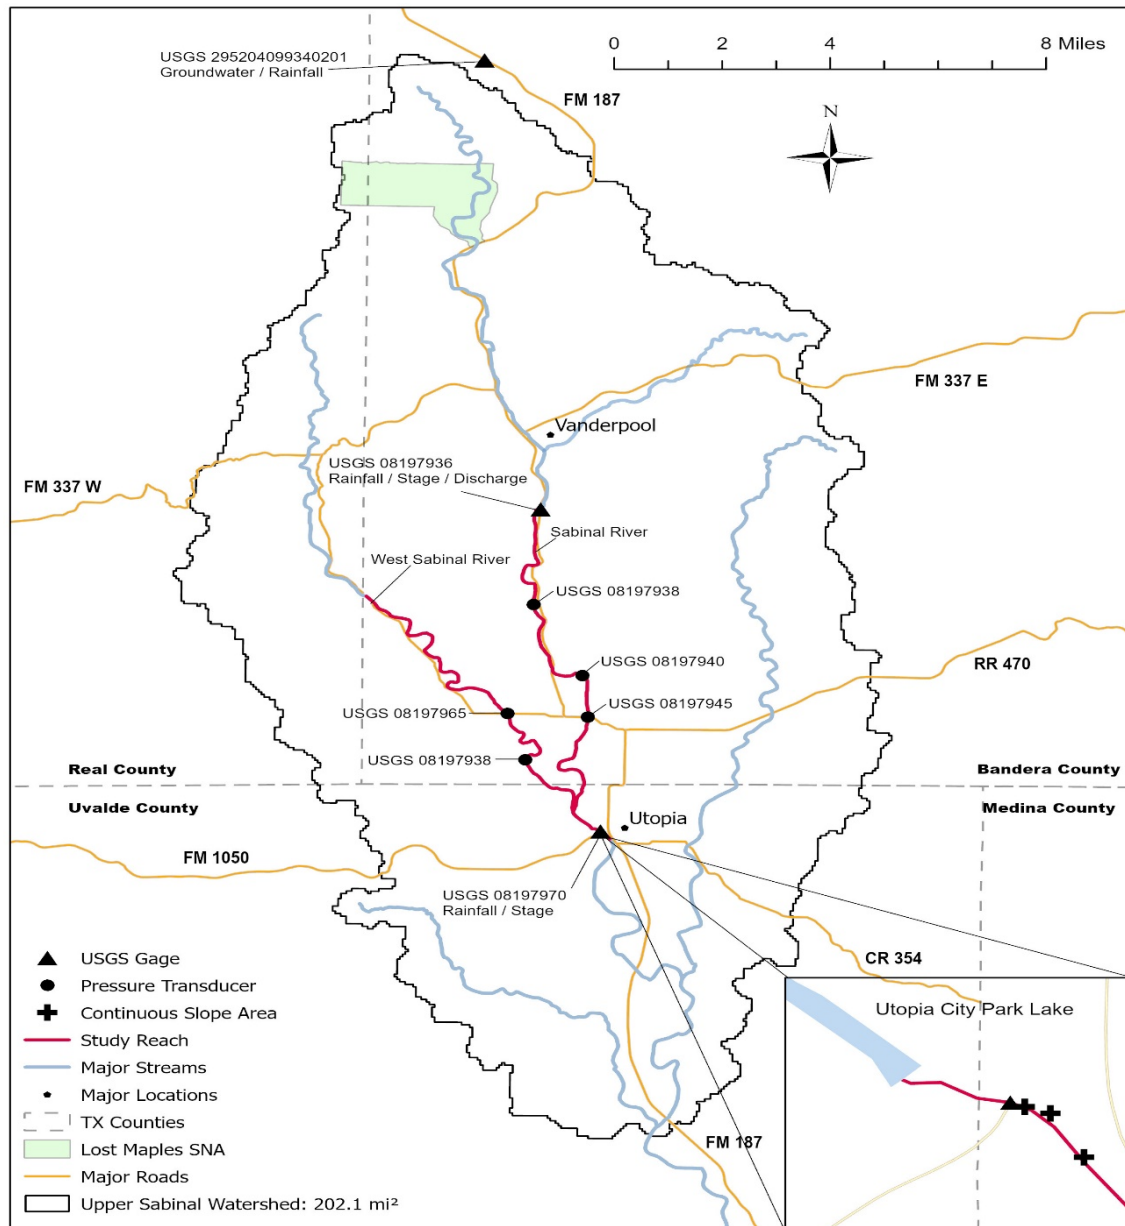 USGS 295204099340201
Groundwater / Rainfall
0 2 4 8 Miles
FM 187
N
FM 337 E
Vanderpool
USGS 08197936
Rainfall / Stage / Discharge
FM 337 W
Sabinal River
West Sabinal River
USGS 08197938
USGS 08197940
RR 470
USGS 08197965
USGS 08197945
USGS 08197938
Real County
Bandera County
Uvalde County
Medina County
Utopia
FM 1050
USGS 08197970
Rainfall / Stage
CR 354
Utopia City Park Lake
FM 187
USGS Gage
Pressure Transducer
Continuous Slope Area
Study Reach
Major Streams
Major Locations
TX Counties
Lost Maples SNA
Major Roads
Upper Sabinal Watershed: 202.1 mi²